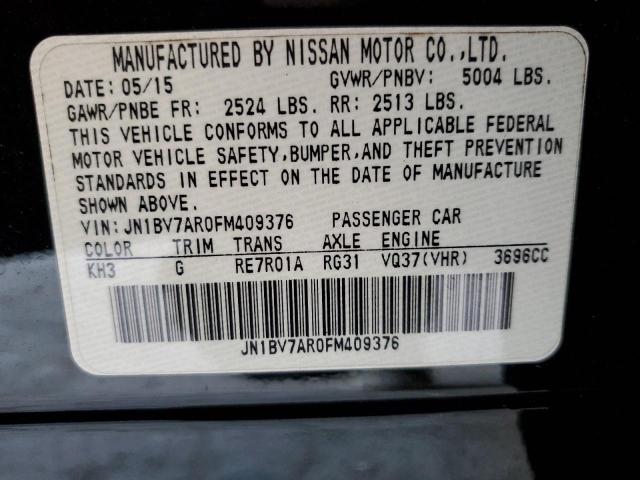 MANUFACTURED BY NISSAN MOTOR CO.,LTD.
DATE: 05/15 GVWR/PNBV: 5004 LBS.
GAWR/PNBE FR: 2524 LBS. RR: 2513 LBS.
THIS VEHICLE CONFORMS TO ALL APPLICABLE FEDERAL
MOTOR VEHICLE SAFETY,BUMPER,AND THEFT PREVENTION
STANDARDS IN EFFECT ON THE DATE OF MANUFACTURE
SHOWN ABOVE.
VIN: JN1BV7AR0FM409376 PASSENGER CAR
COLOR TRIM TRANS AXLE ENGINE
KH3 G RE7R01A RG31 VQ37(VHR) 3696CC
JN1BV7AR0FM409376